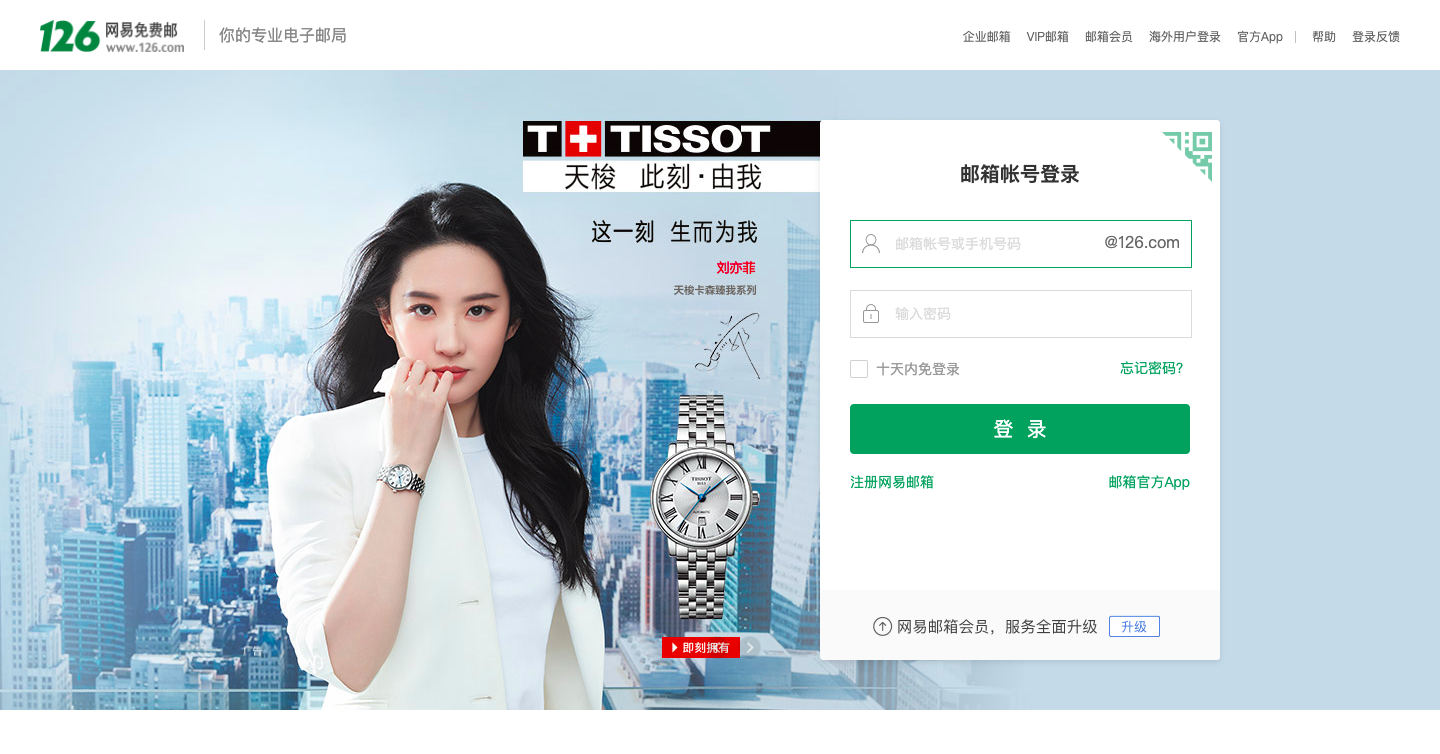 126 网易免费邮
www.126.com
你的专业电子邮局
企业邮箱 VIP邮箱 邮箱会员 海外用户登录 官方App 帮助 登录反馈
T+TISSOT
天梭 此刻·由我
这一刻 生而为我
刘亦菲
天梭卡森臻我系列
TISSOT
1853
AUTOMATIC
即刻拥有
广告
邮箱帐号登录
邮箱帐号或手机号码 @126.com
输入密码
十天内免登录 忘记密码?
登 录
注册网易邮箱 邮箱官方App
网易邮箱会员，服务全面升级 升级